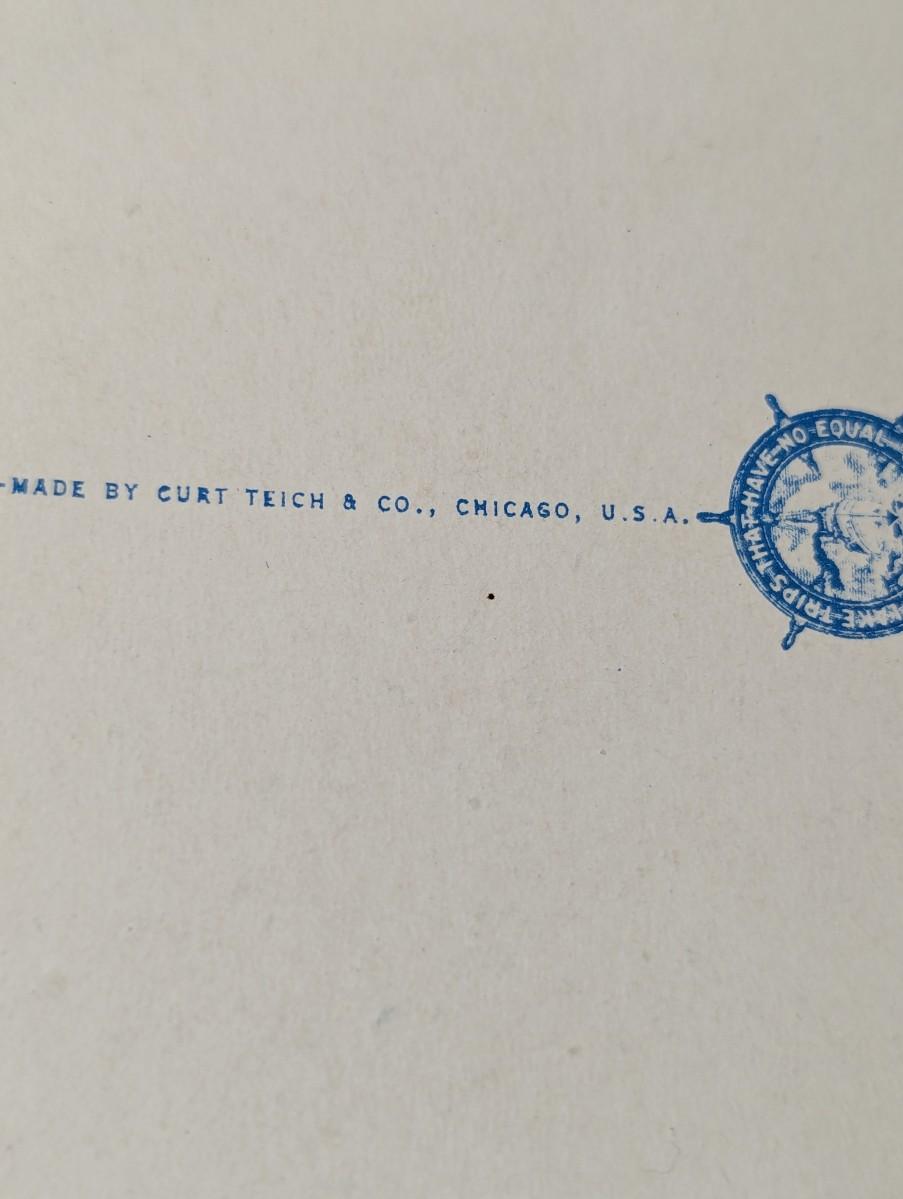 -MADE BY CURT TEICH & CO., CHICAGO, U.S.A.
TRIPS THAT HAVE NO EQUAL